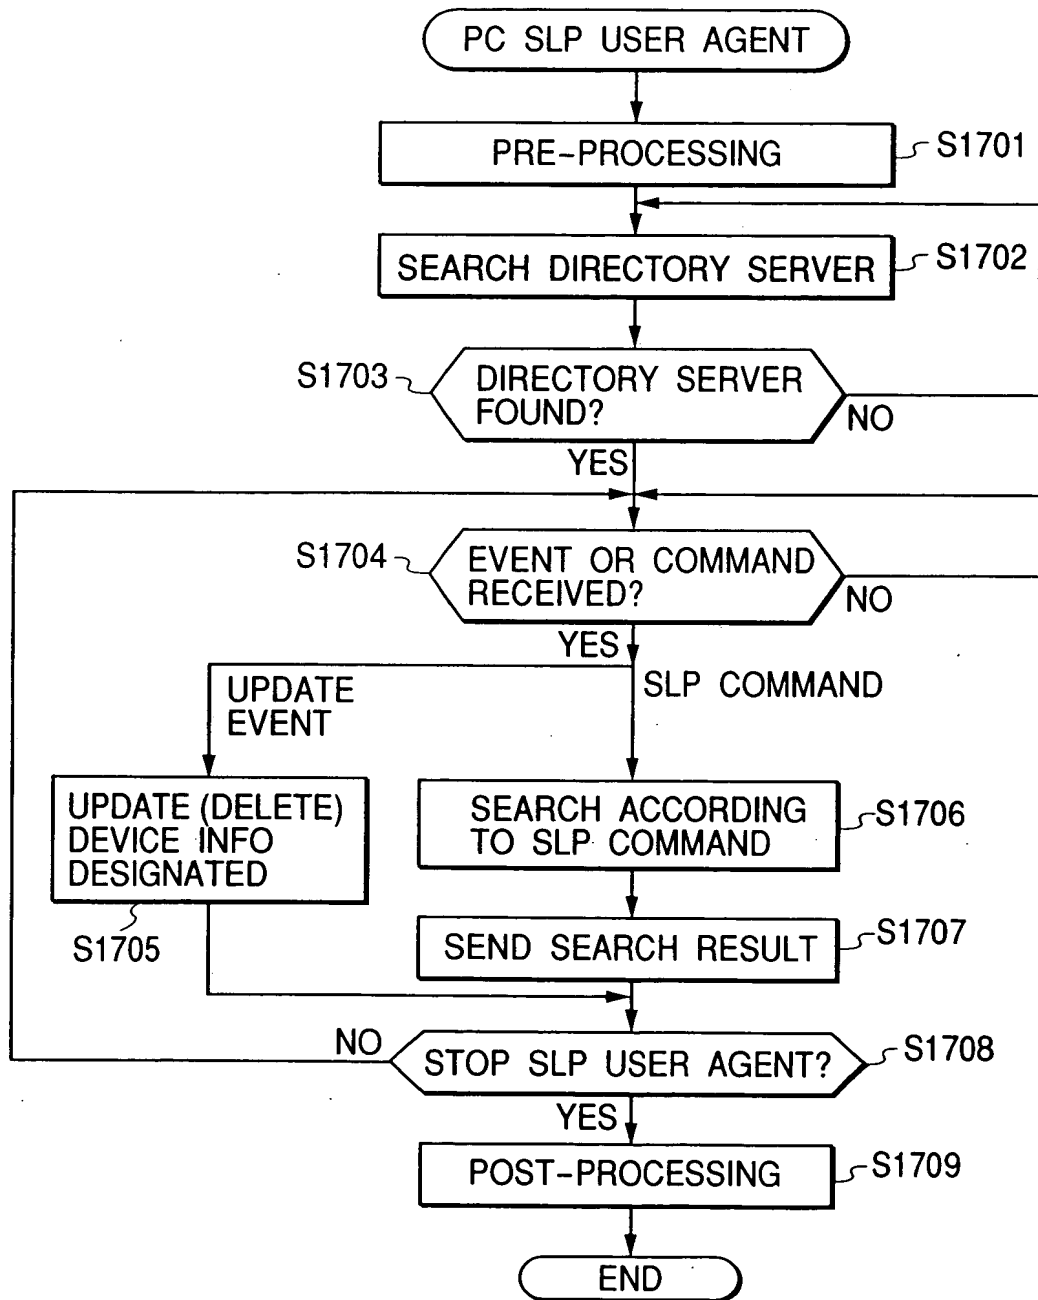 PC SLP USER AGENT
PRE-PROCESSING
S1701
SEARCH DIRECTORY SERVER
S1702
S1703
DIRECTORY SERVER
FOUND?
NO
YES
S1704
EVENT OR COMMAND
RECEIVED?
NO
YES
UPDATE
EVENT
SLP COMMAND
UPDATE (DELETE)
DEVICE INFO
DESIGNATED
S1705
SEARCH ACCORDING
TO SLP COMMAND
S1706
SEND SEARCH RESULT
S1707
NO
STOP SLP USER AGENT?
S1708
YES
POST-PROCESSING
S1709
END